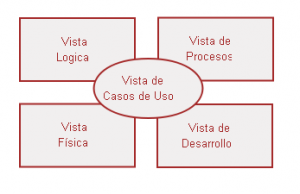 Vista
Logica
Vista de
Procesos
Vista de
Casos de Uso
Vista
Física
Vista de
Desarrollo